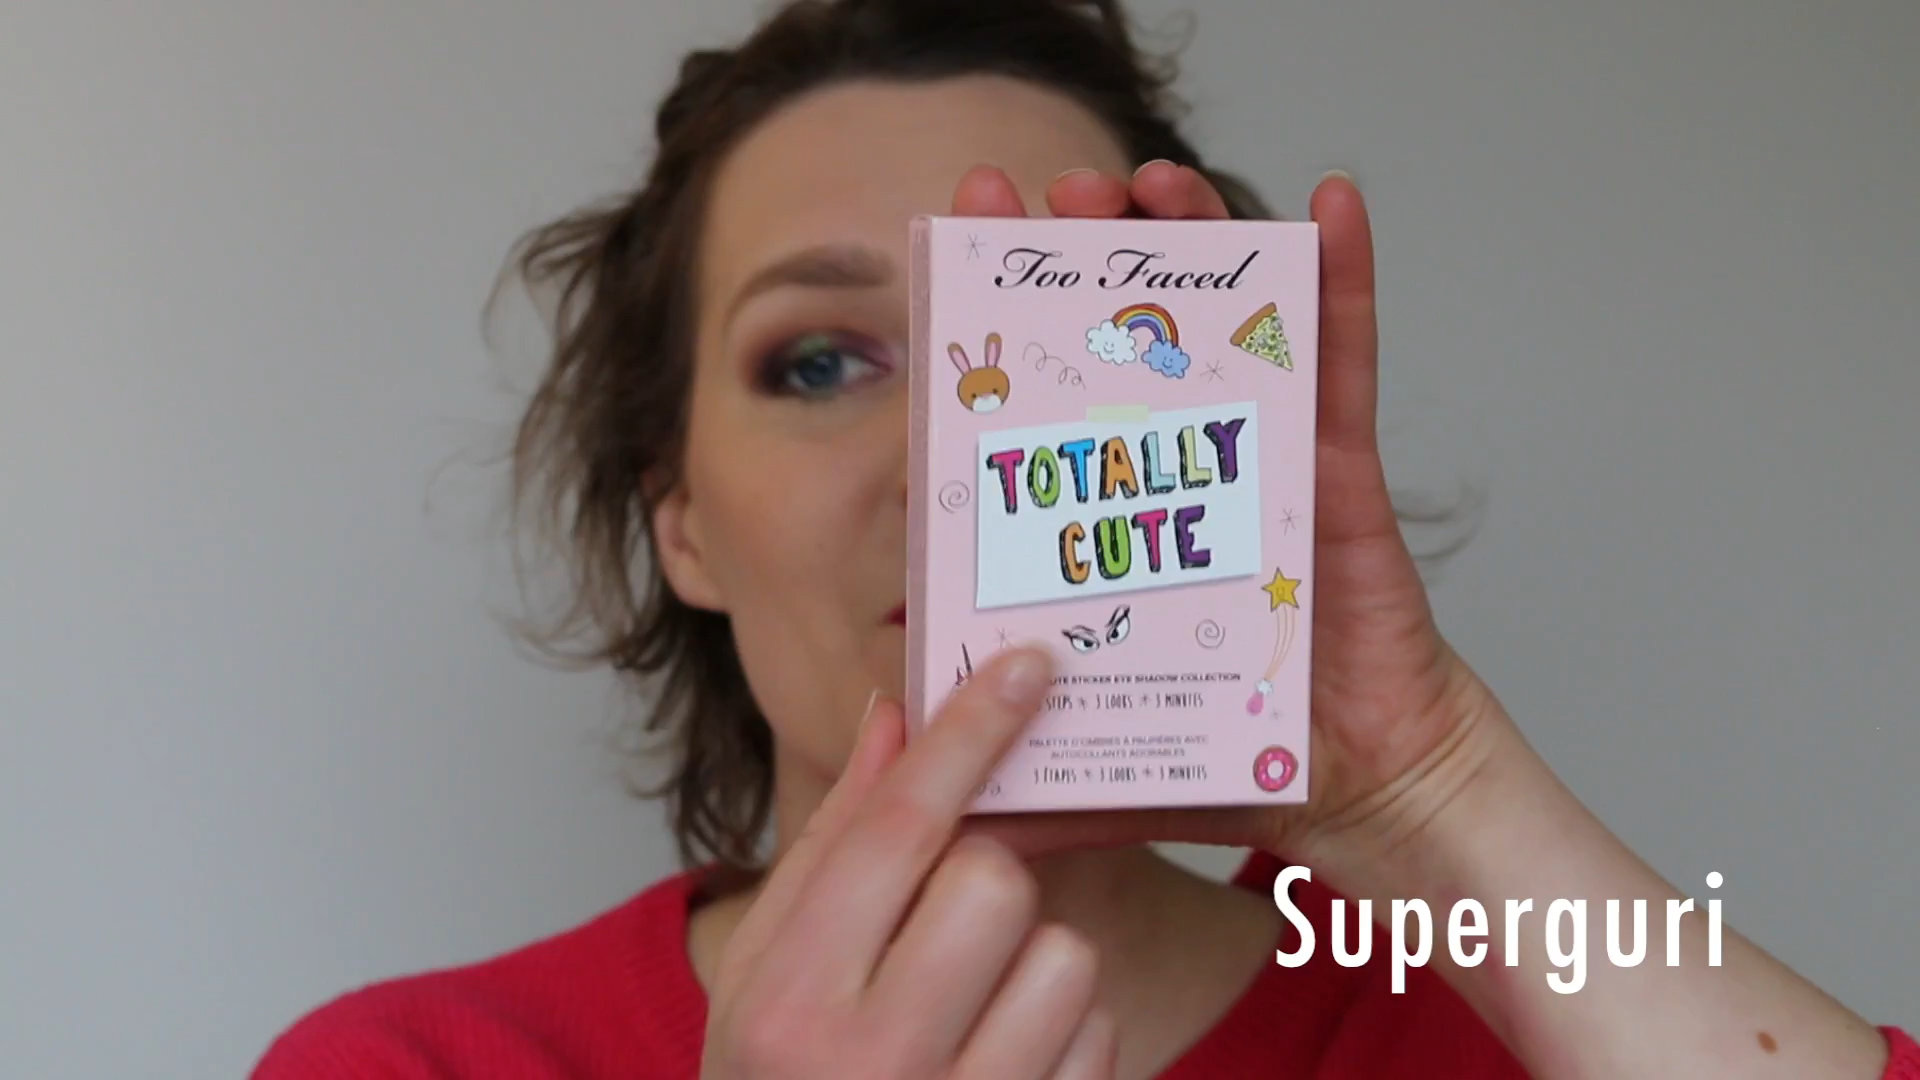 Too Faced
TOTALLY
CUTE
STICKER EYE SHADOW COLLECTION
STEPS * 3 LOOKS * 3 MINUTES
PALETTE D'OMBRES À PAUPIÈRES AVEC
AUTOCOLLANTS ADORABLES
3 ÉTAPES * 3 LOOKS * 3 MINUTES
Superguri